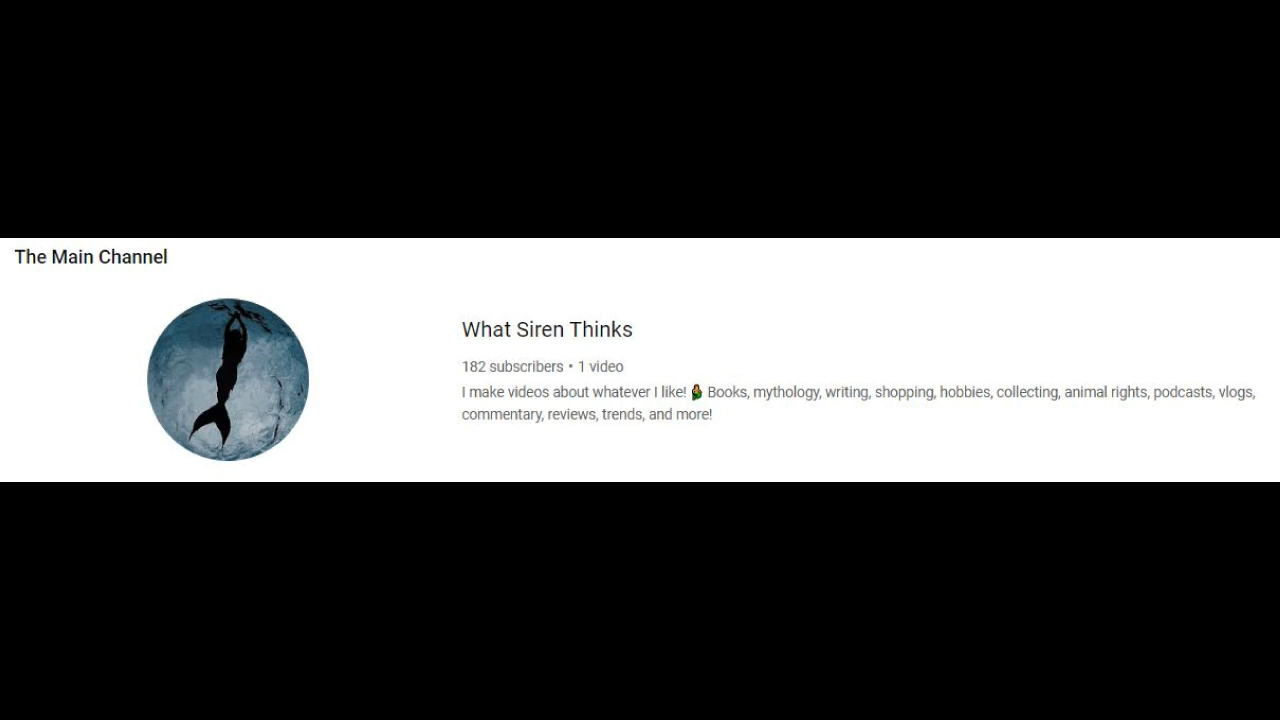 The Main Channel
What Siren Thinks
182 subscribers • 1 video
I make videos about whatever I like! 🧜 Books, mythology, writing, shopping, hobbies, collecting, animal rights, podcasts, vlogs,
commentary, reviews, trends, and more!